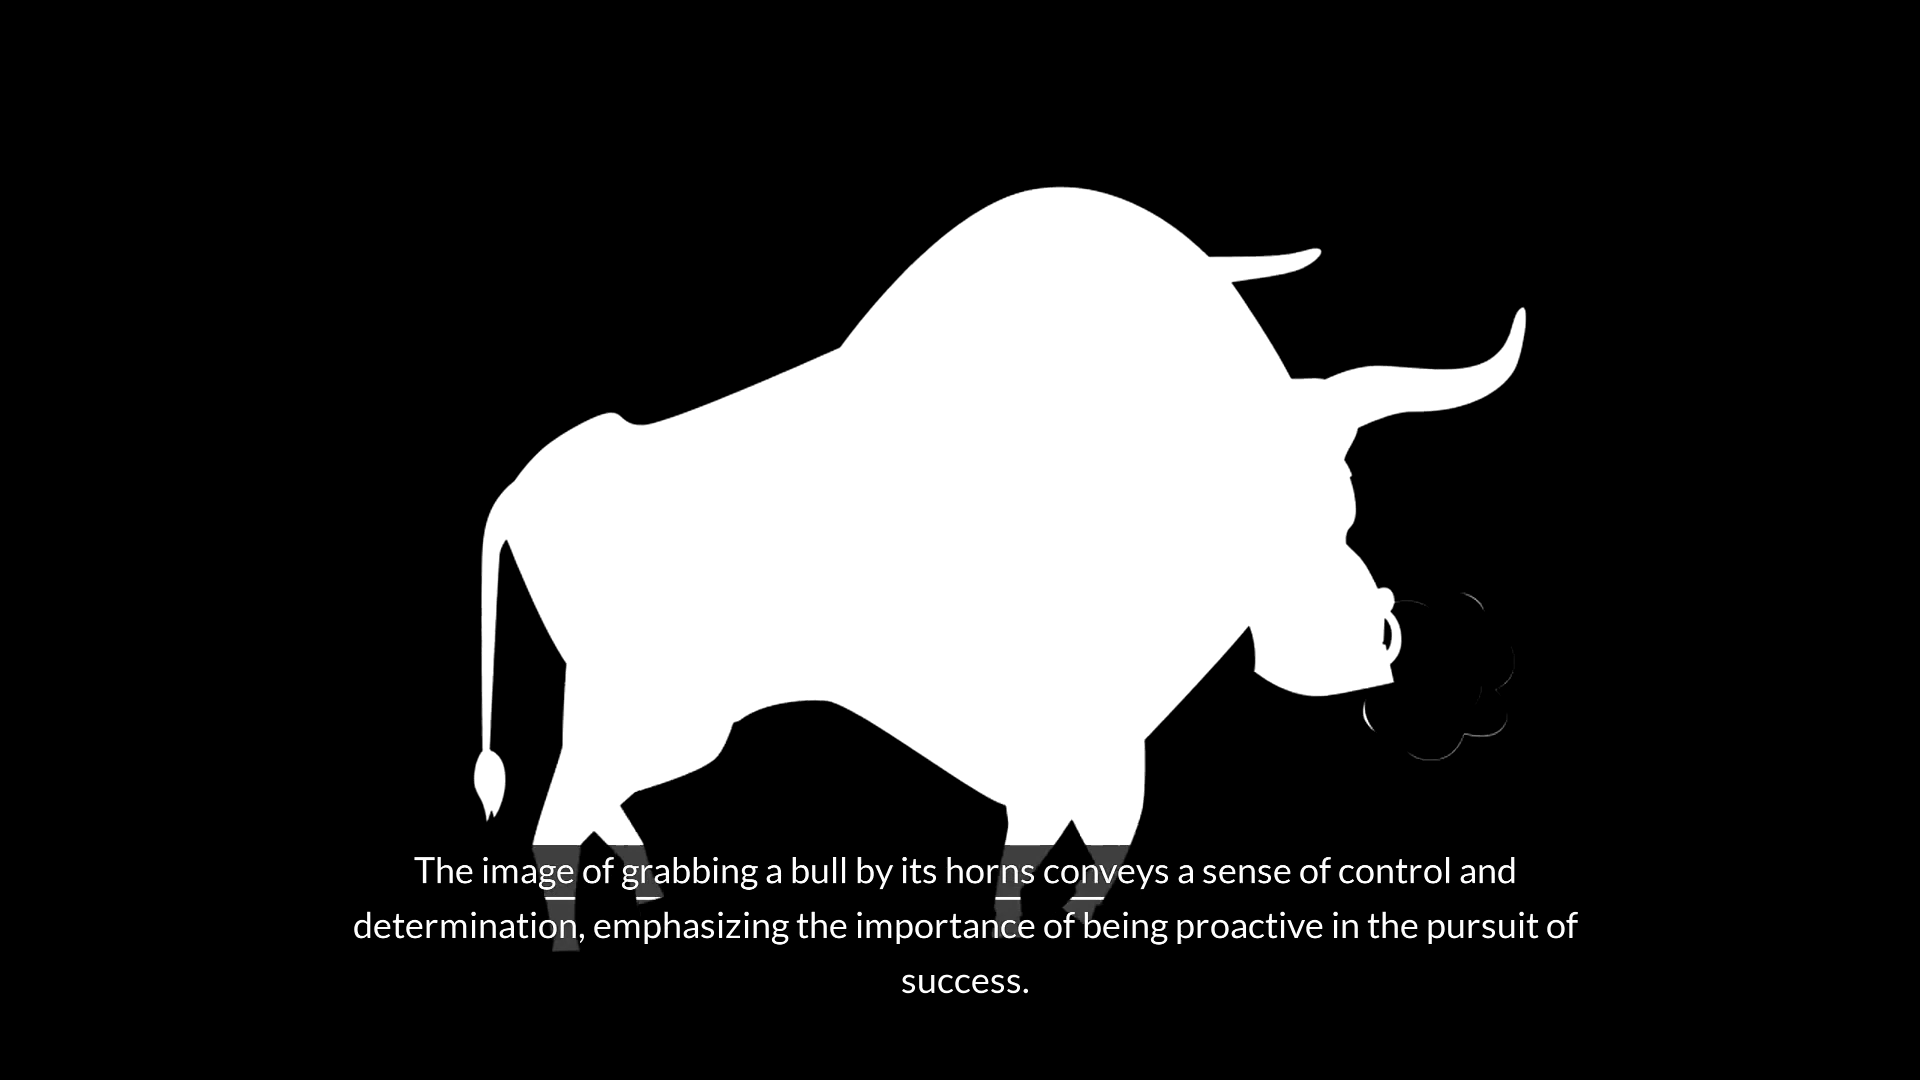 The image of grabbing a bull by its horns conveys a sense of control and
determination, emphasizing the importance of being proactive in the pursuit of
success.